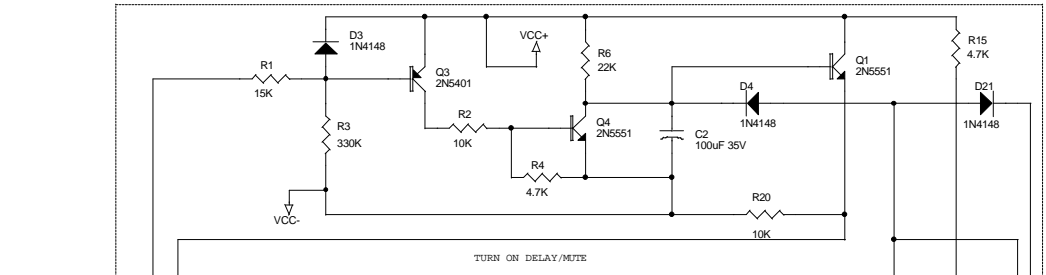 D3
1N4148
VCC+
R15
4.7K
R6
22K
Q1
2N5551
R1
15K
Q3
2N5401
D4
1N4148
D21
1N4148
R3
330K
R2
10K
Q4
2N5551
C2
100uF 35V
R4
4.7K
VCC-
R20
10K
TURN ON DELAY/MUTE